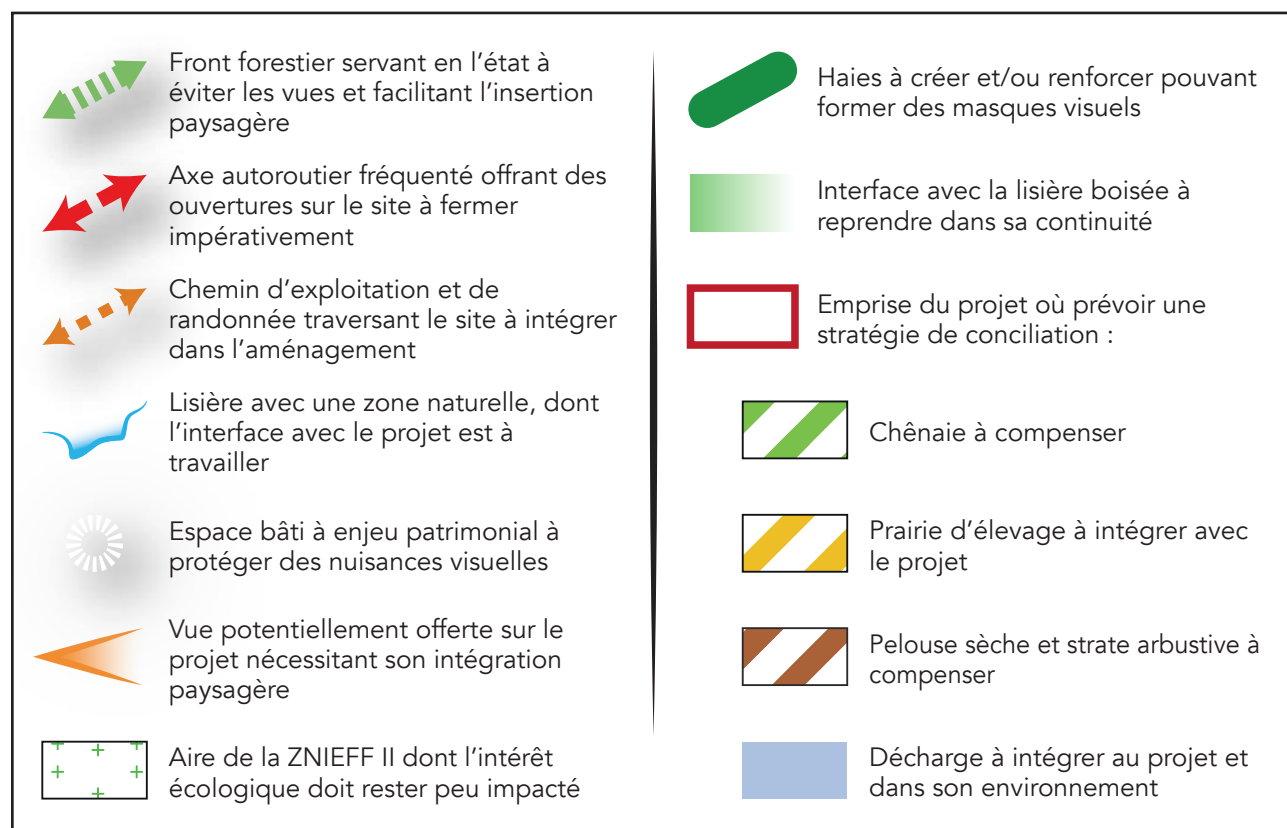 Front forestier servant en l’état à
éviter les vues et facilitant l’insertion
paysagère
Axe autoroutier fréquenté offrant des
ouvertures sur le site à fermer
impérativement
Chemin d’exploitation et de
randonnée traversant le site à intégrer
dans l’aménagement
Lisière avec une zone naturelle, dont
l’interface avec le projet est à
travailler
Espace bâti à enjeu patrimonial à
protéger des nuisances visuelles
Vue potentiellement offerte sur le
projet nécessitant son intégration
paysagère
Aire de la ZNIEFF II dont l’intérêt
écologique doit rester peu impacté
Haies à créer et/ou renforcer pouvant
former des masques visuels
Interface avec la lisière boisée à
reprendre dans sa continuité
Emprise du projet où prévoir une
stratégie de conciliation :
Chênaie à compenser
Prairie d’élevage à intégrer avec
le projet
Pelouse sèche et strate arbustive à
compenser
Décharge à intégrer au projet et
dans son environnement